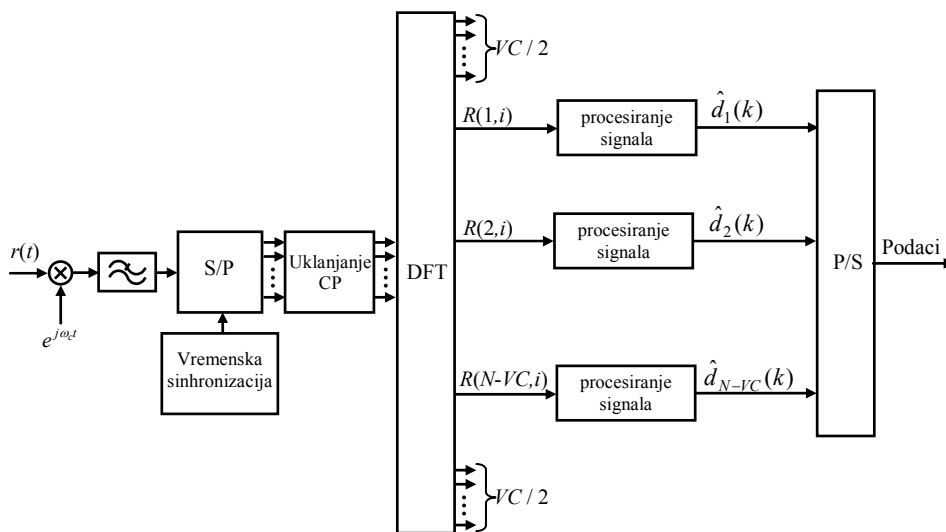 VC / 2
R(1,i)
procesiranje
signala
d̂₁(k)
r(t)
e^{jω_c t}
S/P
Uklanjanje
CP
Vremenska
sinhronizacija
DFT
R(2,i)
procesiranje
signala
d̂₂(k)
P/S
Podaci
R(N-VC,i)
procesiranje
signala
d̂_{N−VC}(k)
VC / 2